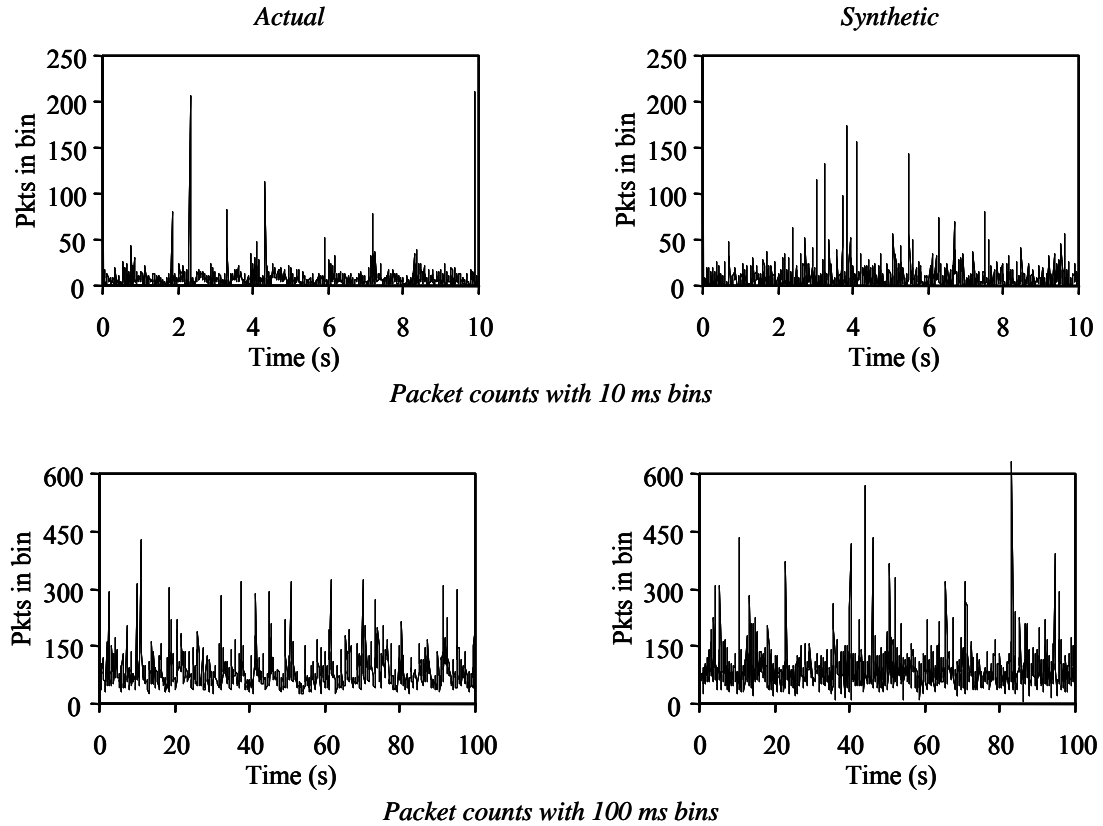 Actual
Synthetic
Pkts in bin
250
200
150
100
50
0
0 2 4 6 8 10
Time (s)
Pkts in bin
250
200
150
100
50
0
0 2 4 6 8 10
Time (s)
Packet counts with 10 ms bins
Pkts in bin
600
450
300
150
0
0 20 40 60 80 100
Time (s)
Pkts in bin
600
450
300
150
0
0 20 40 60 80 100
Time (s)
Packet counts with 100 ms bins